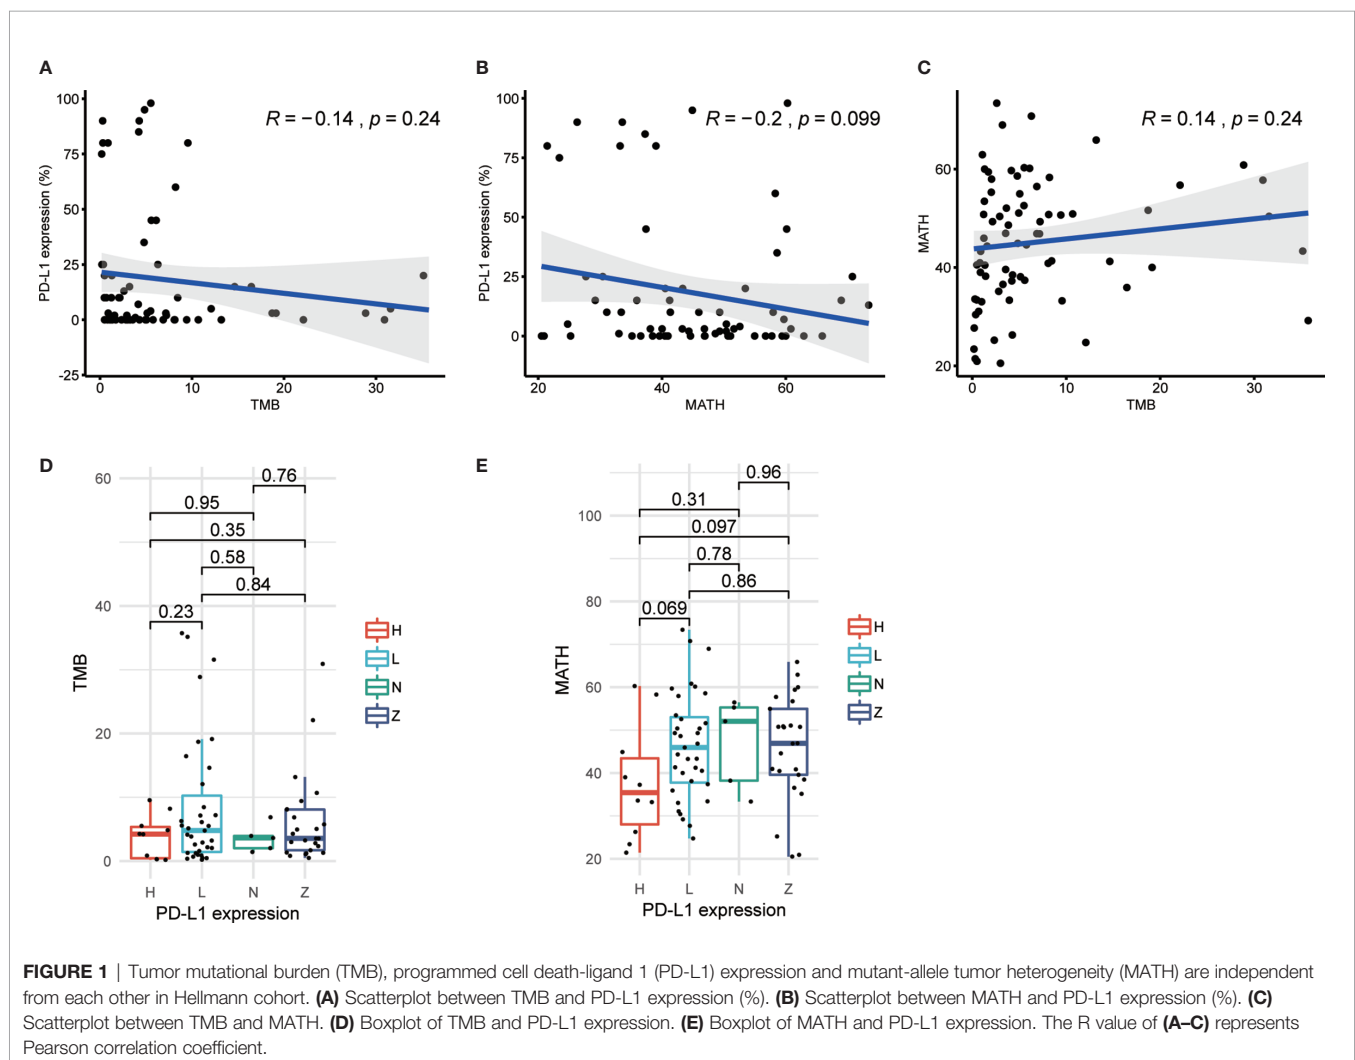 A
R = −0.14 , p = 0.24
PD-L1 expression (%)
100
75
50
25
0
-25
0 10 20 30
TMB
B
R = −0.2 , p = 0.099
PD-L1 expression (%)
100
75
50
25
0
20 40 60
MATH
C
R = 0.14 , p = 0.24
MATH
60
40
20
0 10 20 30
TMB
D
TMB
60
40
20
0
0.76
0.95
0.35
0.58
0.84
0.23
H L N Z
PD-L1 expression
H
L
N
Z
E
MATH
100
80
60
40
20
0.96
0.31
0.097
0.78
0.86
0.069
H L N Z
PD-L1 expression
H
L
N
Z
FIGURE 1 | Tumor mutational burden (TMB), programmed cell death-ligand 1 (PD-L1) expression and mutant-allele tumor heterogeneity (MATH) are independent
from each other in Hellmann cohort. (A) Scatterplot between TMB and PD-L1 expression (%). (B) Scatterplot between MATH and PD-L1 expression (%). (C)
Scatterplot between TMB and MATH. (D) Boxplot of TMB and PD-L1 expression. (E) Boxplot of MATH and PD-L1 expression. The R value of (A–C) represents
Pearson correlation coefficient.